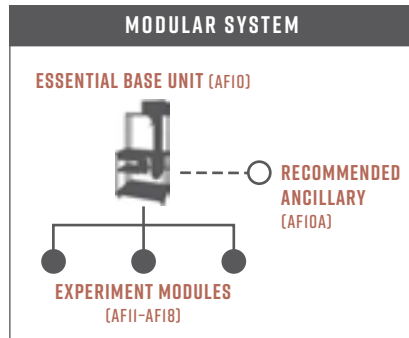 MODULAR SYSTEM
ESSENTIAL BASE UNIT (AF10)
RECOMMENDED
ANCILLARY
(AF10A)
EXPERIMENT MODULES
(AF11–AF18)